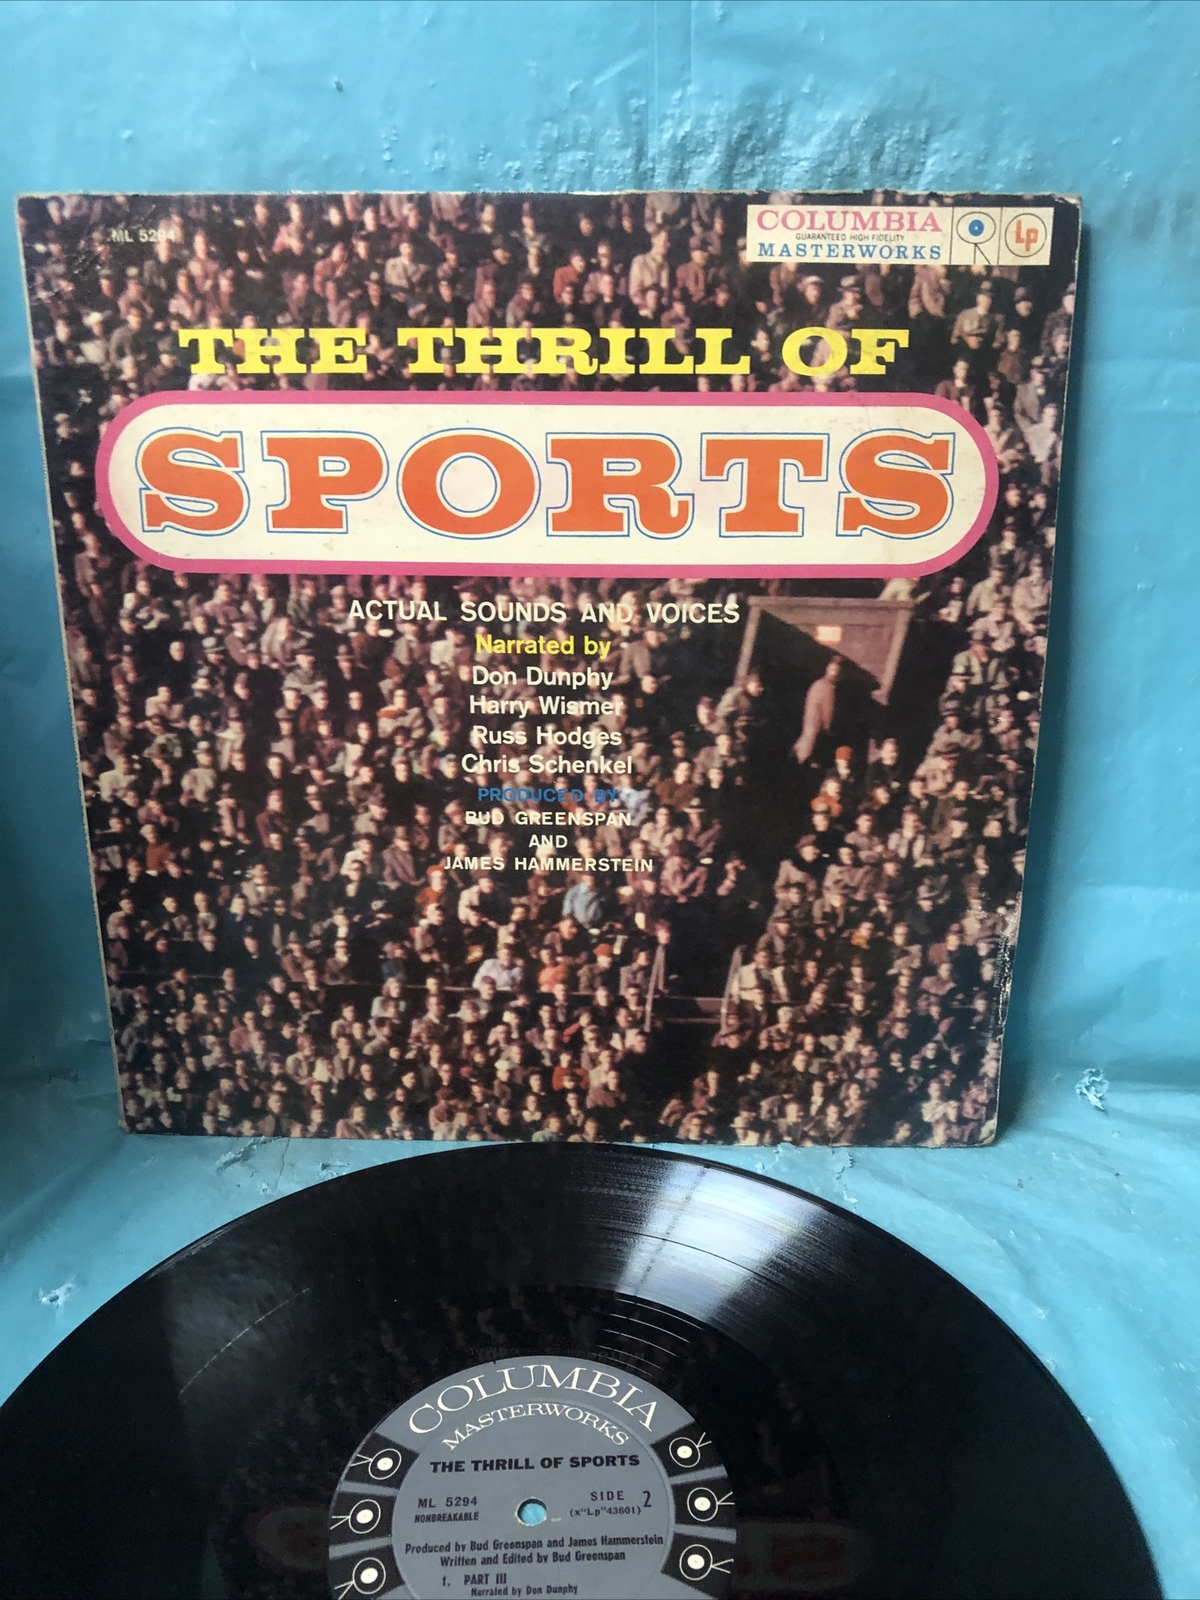 ML 5294
COLUMBIA
GUARANTEED HIGH FIDELITY
MASTERWORKS
Lp
THE THRILL OF
SPORTS
ACTUAL SOUNDS AND VOICES
Narrated by
Don Dunphy
Harry Wismer
Russ Hodges
Chris Schenkel
PRODUCED BY
BUD GREENSPAN
AND
JAMES HAMMERSTEIN
COLUMBIA
MASTERWORKS
THE THRILL OF SPORTS
ML 5294
NONBREAKABLE
SIDE 2
(x"Lp"43601)
Produced by Bud Greenspan and James Hammerstein
Written and Edited by Bud Greenspan
1. PART III
Narrated by Don Dunphy